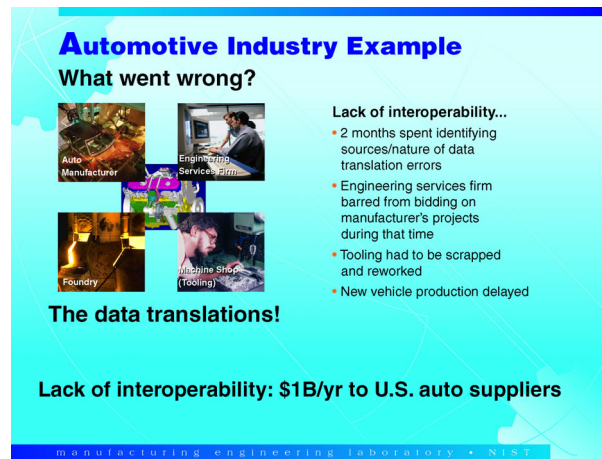 Automotive Industry Example
What went wrong?
Auto
Manufacturer
Engineering
Services Firm
Foundry
Machine Shop
(Tooling)
The data translations!
Lack of interoperability...
• 2 months spent identifying
sources/nature of data
translation errors
• Engineering services firm
barred from bidding on
manufacturer's projects
during that time
• Tooling had to be scrapped
and reworked
• New vehicle production delayed
Lack of interoperability: $1B/yr to U.S. auto suppliers
manufacturing engineering laboratory • NIST